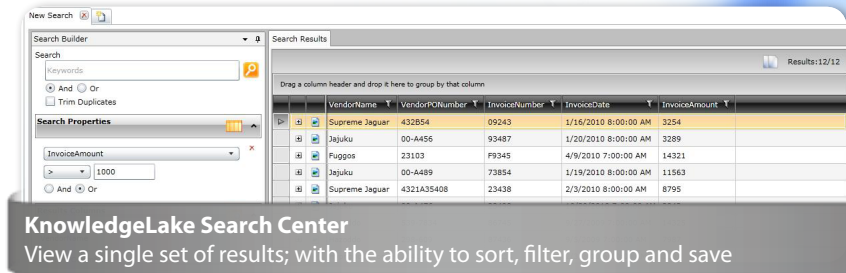 New Search
Search Builder
Search Results
Search
Keywords
Results:12/12
And Or
Trim Duplicates
Drag a column header and drop it here to group by that column
Search Properties
VendorName VendorPONumber InvoiceNumber InvoiceDate InvoiceAmount
Supreme Jaguar 432B54 09243 1/16/2010 8:00:00 AM 3254
Jajuku 00-A456 93487 1/20/2010 8:00:00 AM 3289
Fuggos 23103 F9345 4/9/2010 7:00:00 AM 14321
Jajuku 00-A489 73854 1/19/2010 8:00:00 AM 11563
Supreme Jaguar 4321A35408 23438 2/3/2010 8:00:00 AM 8795
InvoiceAmount
> 1000
And Or
KnowledgeLake Search Center
View a single set of results; with the ability to sort, filter, group and save